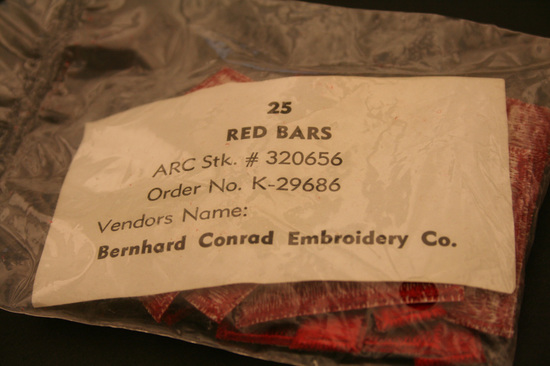 25
RED BARS
ARC Stk. # 320656
Order No. K-29686
Vendors Name:
Bernhard Conrad Embroidery Co.